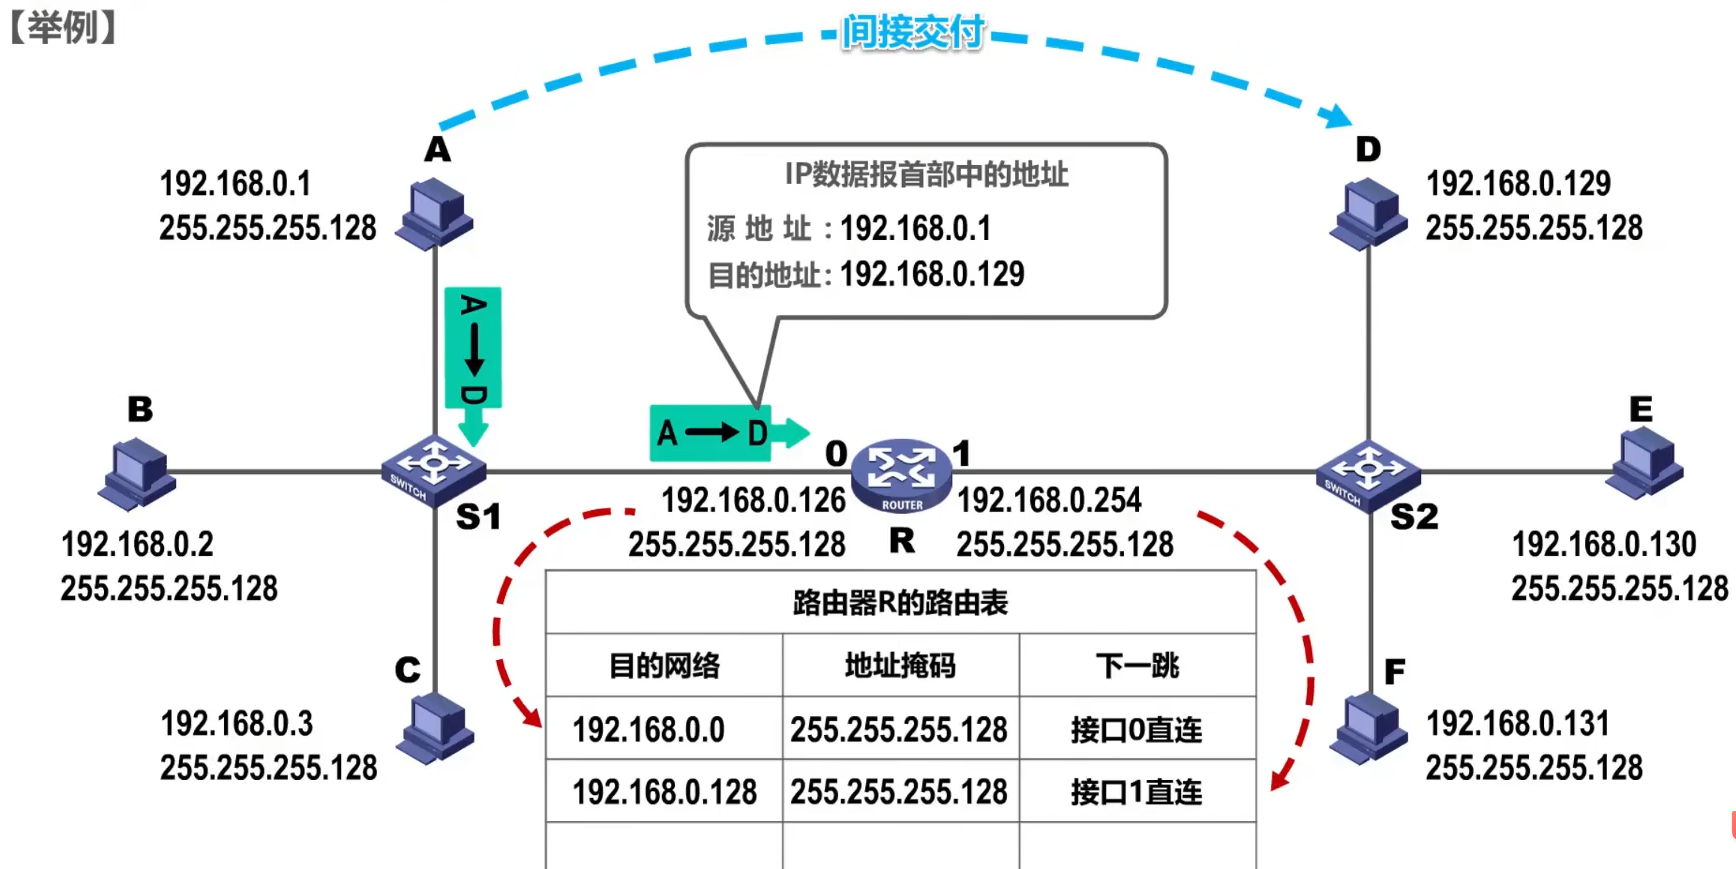 【举例】
间接交付
A
192.168.0.1
255.255.255.128
D
192.168.0.129
255.255.255.128
IP数据报首部中的地址
源地址：192.168.0.1
目的地址：192.168.0.129
A→D
A→D
B
192.168.0.2
255.255.255.128
SWITCH
S1
0
192.168.0.126
255.255.255.128
ROUTER
R
1
192.168.0.254
255.255.255.128
SWITCH
S2
E
192.168.0.130
255.255.255.128
C
192.168.0.3
255.255.255.128
F
192.168.0.131
255.255.255.128
路由器R的路由表
目的网络 地址掩码 下一跳
192.168.0.0 255.255.255.128 接口0直连
192.168.0.128 255.255.255.128 接口1直连